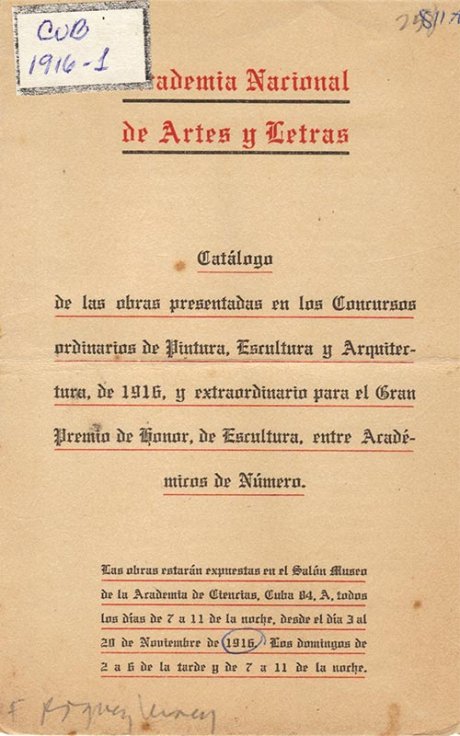 CUB
1916-1
Academia Nacional
de Artes y Letras
Catálogo
de las obras presentadas en los Concursos
ordinarios de Pintura, Escultura y Arquitec-
tura, de 1916, y extraordinario para el Gran
Premio de Honor, de Escultura, entre Acadé-
micos de Número.
Las obras estarán expuestas en el Salón Museo
de la Academia de Ciencias, Cuba 84, A, todos
los días de 7 a 11 de la noche, desde el día 3 al
20 de Noviembre de 1916. Los domingos de
2 a 6 de la tarde y de 7 a 11 de la noche.